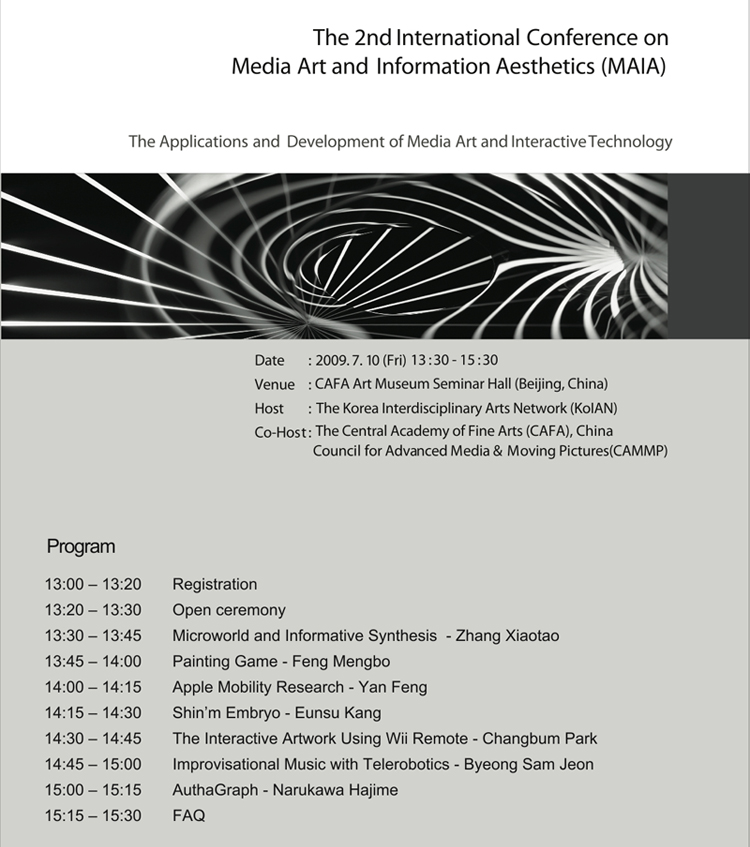 The 2nd International Conference on
Media Art and Information Aesthetics (MAIA)
The Applications and Development of Media Art and Interactive Technology
Date : 2009. 7. 10 (Fri) 13 : 30 - 15 : 30
Venue : CAFA Art Museum Seminar Hall (Beijing, China)
Host : The Korea Interdisciplinary Arts Network (KoIAN)
Co-Host : The Central Academy of Fine Arts (CAFA), China
Council for Advanced Media & Moving Pictures(CAMMP)
Program
13:00 – 13:20 Registration
13:20 – 13:30 Open ceremony
13:30 – 13:45 Microworld and Informative Synthesis - Zhang Xiaotao
13:45 – 14:00 Painting Game - Feng Mengbo
14:00 – 14:15 Apple Mobility Research - Yan Feng
14:15 – 14:30 Shin’m Embryo - Eunsu Kang
14:30 – 14:45 The Interactive Artwork Using Wii Remote - Changbum Park
14:45 – 15:00 Improvisational Music with Telerobotics - Byeong Sam Jeon
15:00 – 15:15 AuthaGraph - Narukawa Hajime
15:15 – 15:30 FAQ